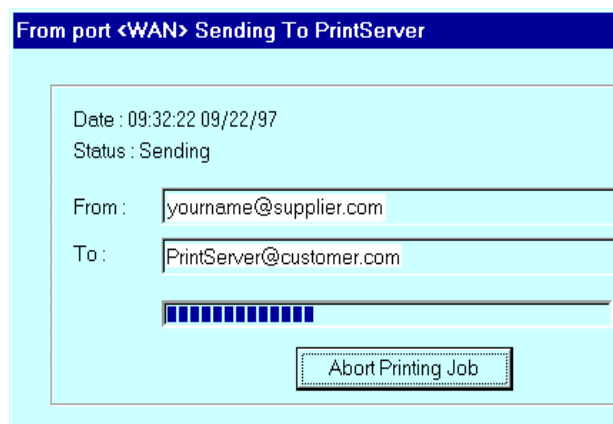 From port <WAN> Sending To PrintServer
Date : 09:32:22 09/22/97
Status : Sending
From : yourname@supplier.com
To : PrintServer@customer.com
Abort Printing Job